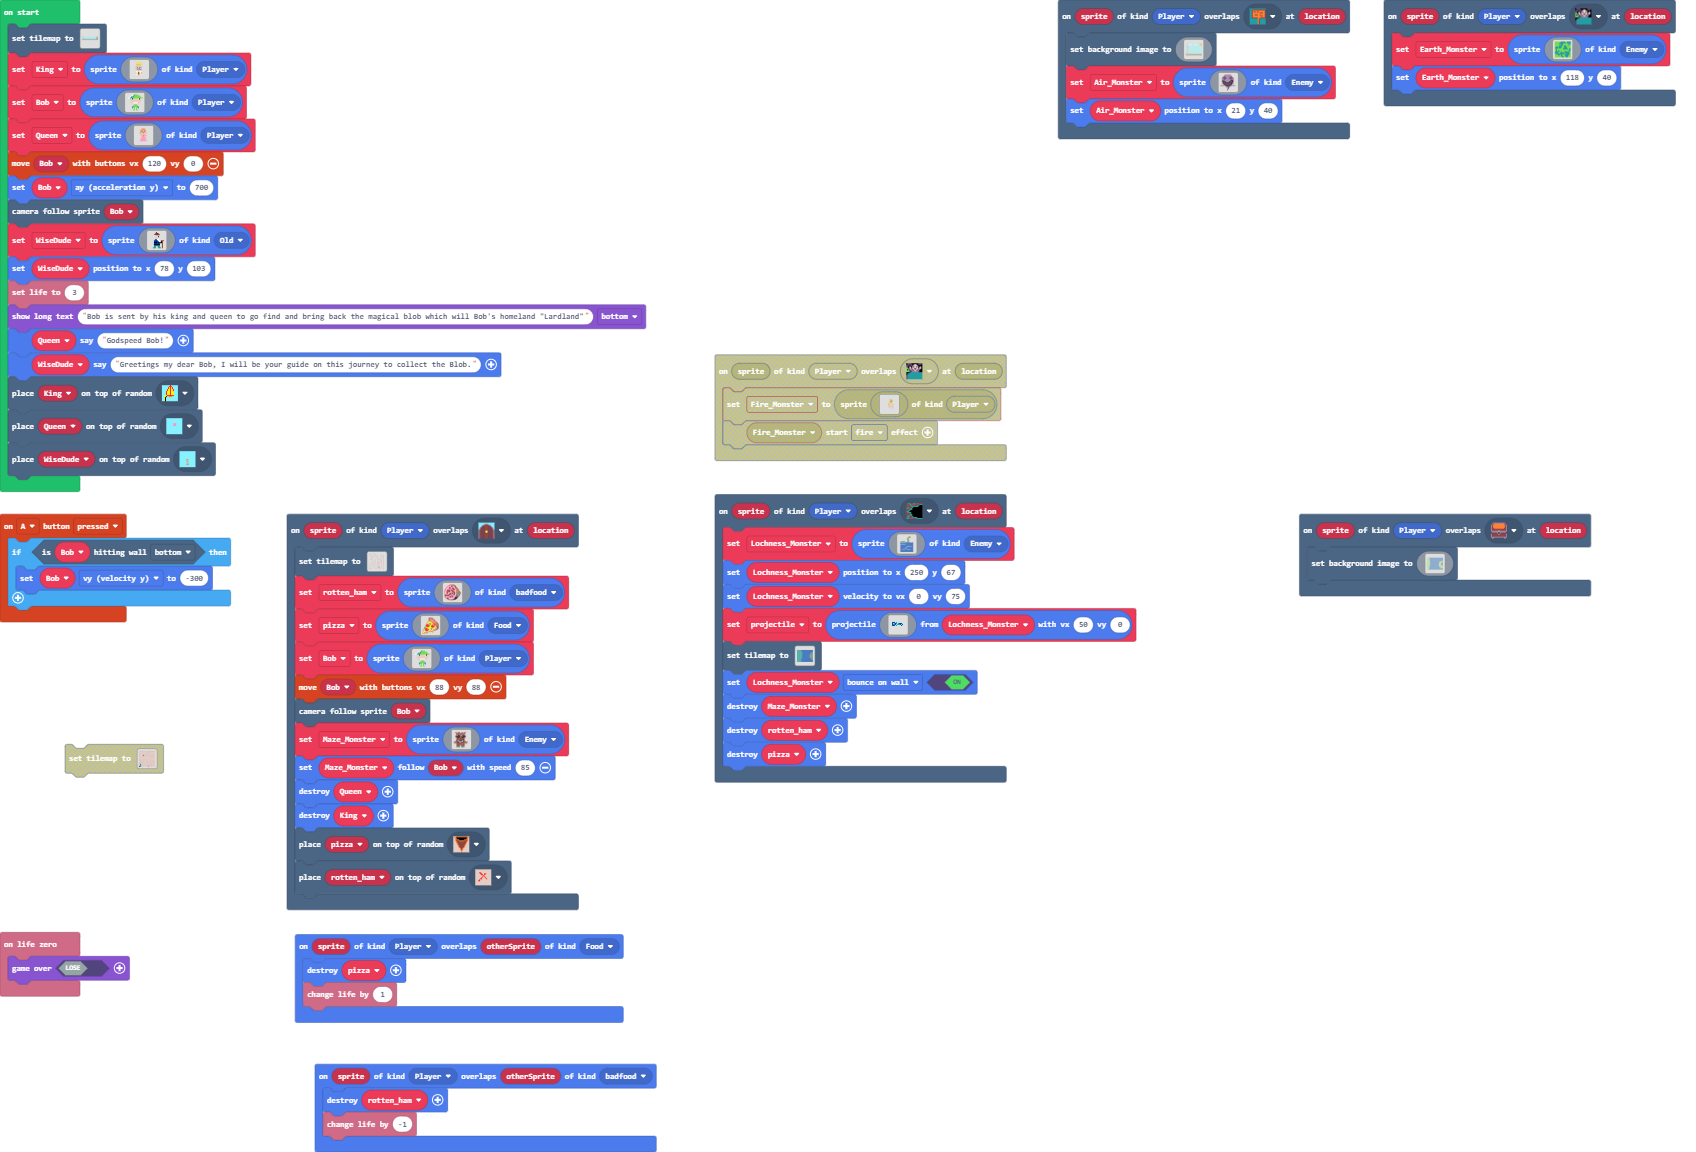 on start
set tilemap to
set King to sprite of kind Player
set Bob to sprite of kind Player
set Queen to sprite of kind Player
move Bob with buttons vx 120 vy 0
set Bob ay (acceleration y) to 700
camera follow sprite Bob
set WiseDude to sprite of kind Old
set WiseDude position to x 78 y 103
set life to 3
show long text "Bob is sent by his king and queen to go find and bring back the magical blob which will Bob's homeland "Lardland"" bottom
Queen say "Godspeed Bob!"
WiseDude say "Greetings my dear Bob, I will be your guide on this journey to collect the Blob."
place King on top of random
place Queen on top of random
place WiseDude on top of random
on A button pressed
if is Bob hitting wall bottom then
set Bob vy (velocity y) to -300
set tilemap to
on life zero
game over LOSE
on sprite of kind Player overlaps at location
set tilemap to
set rotten_ham to sprite of kind badfood
set pizza to sprite of kind Food
set Bob to sprite of kind Player
move Bob with buttons vx 88 vy 88
camera follow sprite Bob
set Maze_Monster to sprite of kind Enemy
set Maze_Monster follow Bob with speed 85
destroy Queen
destroy King
place pizza on top of random
place rotten_ham on top of random
on sprite of kind Player overlaps otherSprite of kind Food
destroy pizza
change life by 1
on sprite of kind Player overlaps otherSprite of kind badfood
destroy rotten_ham
change life by -1
on sprite of kind Player overlaps at location
set Fire_Monster to sprite of kind Player
Fire_Monster start fire effect
on sprite of kind Player overlaps at location
set Lochness_Monster to sprite of kind Enemy
set Lochness_Monster position to x 250 y 67
set Lochness_Monster velocity to vx 0 vy 75
set projectile to projectile from Lochness_Monster with vx 50 vy 0
set tilemap to
set Lochness_Monster bounce on wall ON
destroy Maze_Monster
destroy rotten_ham
destroy pizza
on sprite of kind Player overlaps at location
set background image to
set Air_Monster to sprite of kind Enemy
set Air_Monster position to x 21 y 40
on sprite of kind Player overlaps at location
set Earth_Monster to sprite of kind Enemy
set Earth_Monster position to x 118 y 40
on sprite of kind Player overlaps at location
set background image to